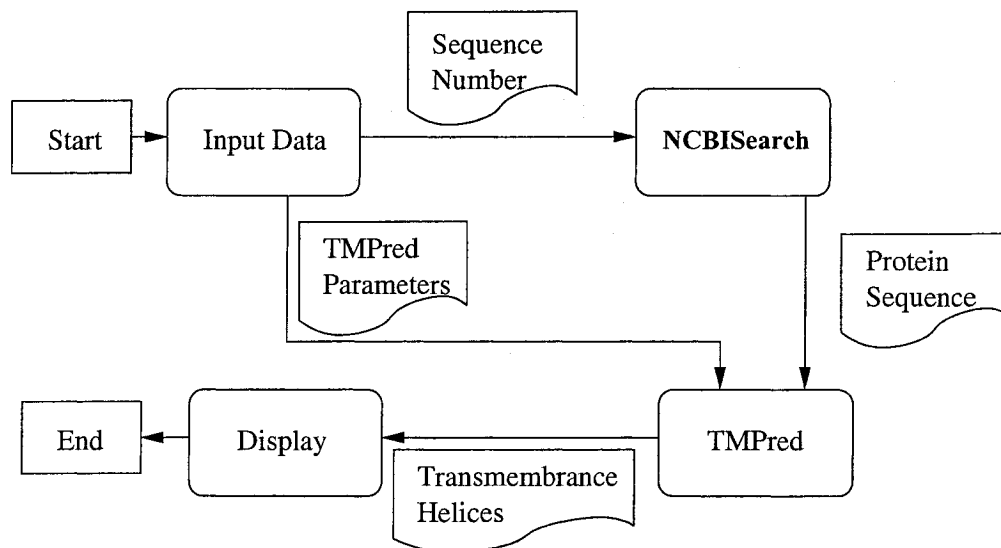 Sequence
Number
Start
Input Data
NCBISearch
TMPred
Parameters
Protein
Sequence
End
Display
TMPred
Transmembrance
Helices